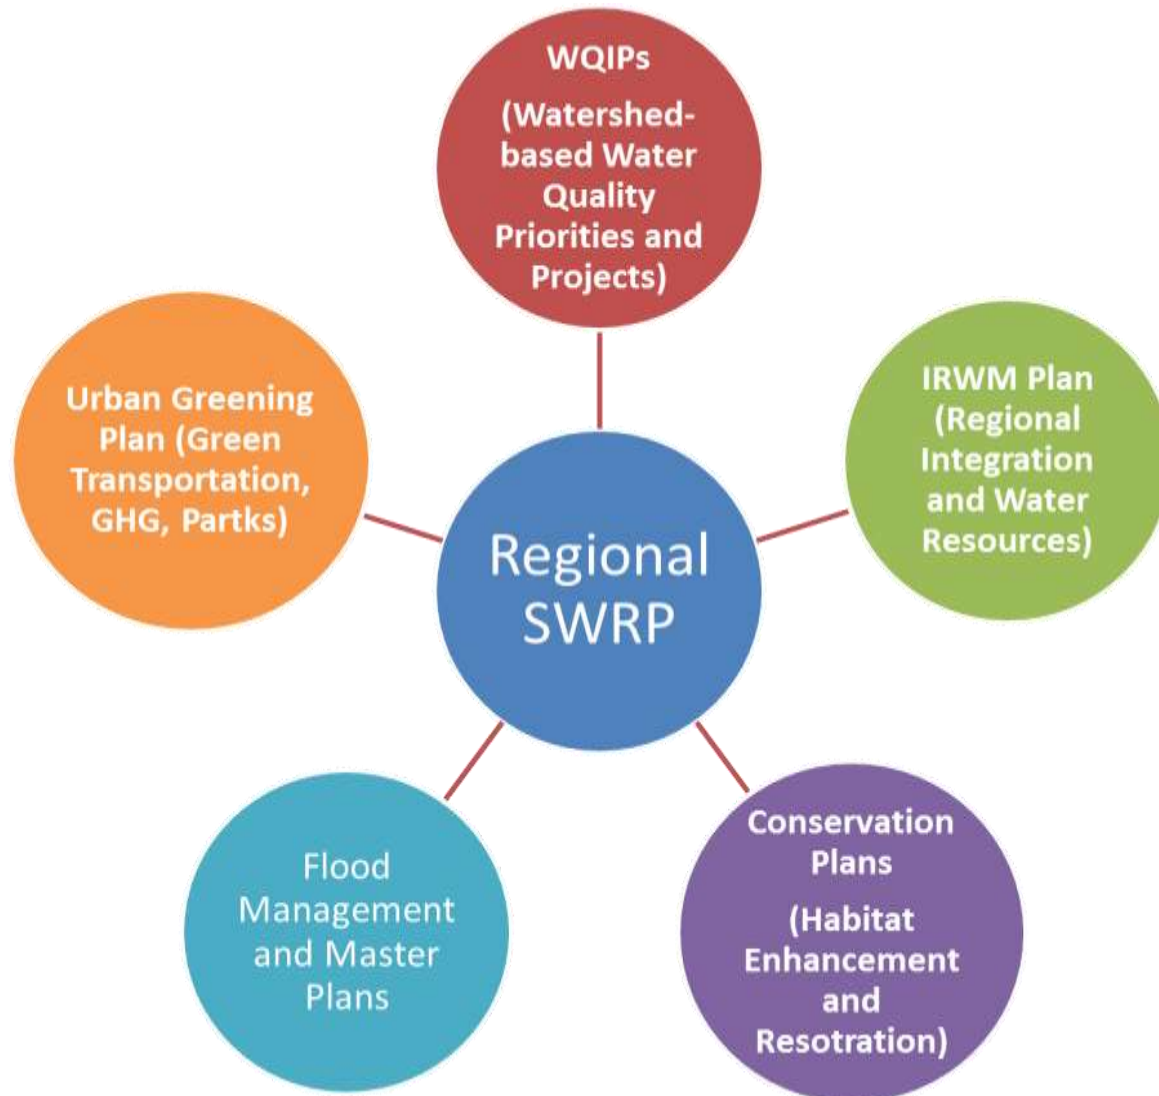 WQIPs
(Watershed-
based Water
Quality
Priorities and
Projects)
Urban Greening
Plan (Green
Transportation,
GHG, Partks)
IRWM Plan
(Regional
Integration
and Water
Resources)
Regional
SWRP
Flood
Management
and Master
Plans
Conservation
Plans
(Habitat
Enhancement
and
Resotration)